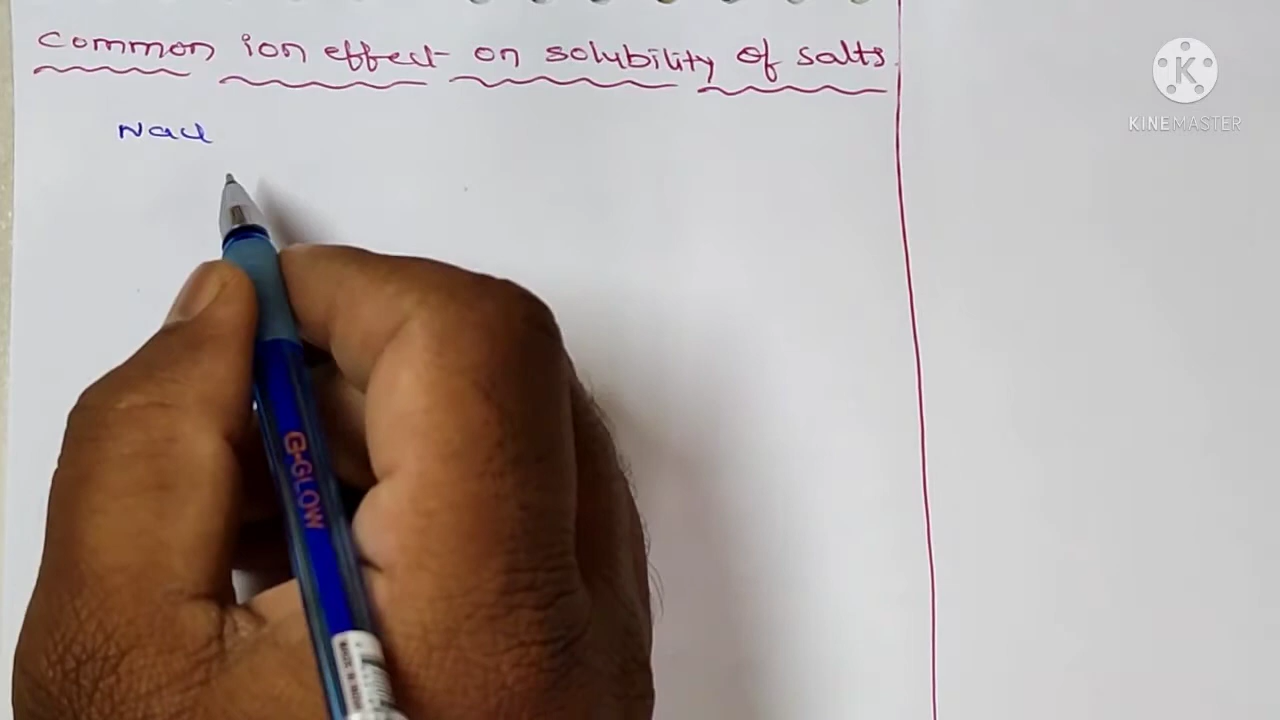 common ion effect on solubility of salts.
K
KINEMASTER
NaCl
G-GLOW